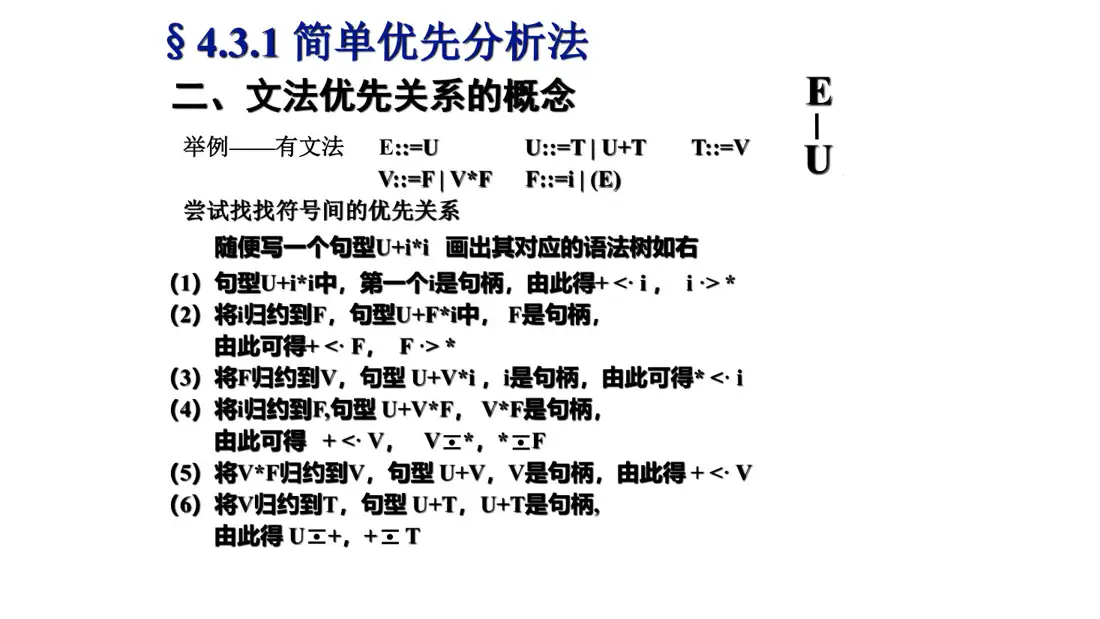 §4.3.1 简单优先分析法
二、文法优先关系的概念
举例——有文法 E::=U U::=T | U+T T::=V
V::=F | V*F F::=i | (E)
尝试找找符号间的优先关系
随便写一个句型U+i*i 画出其对应的语法树如右
(1) 句型U+i*i中，第一个i是句柄，由此得+ <· i ， i ·> *
(2) 将i归约到F，句型U+F*i中， F是句柄，
由此可得+ <· F， F ·> *
(3) 将F归约到V，句型 U+V*i ，i是句柄，由此可得* <· i
(4) 将i归约到F,句型 U+V*F， V*F是句柄，
由此可得 + <· V， V⩷*，*⩷F
(5) 将V*F归约到V，句型 U+V，V是句柄，由此得 + <· V
(6) 将V归约到T，句型 U+T，U+T是句柄,
由此得 U⩷+，+⩷ T
E
U